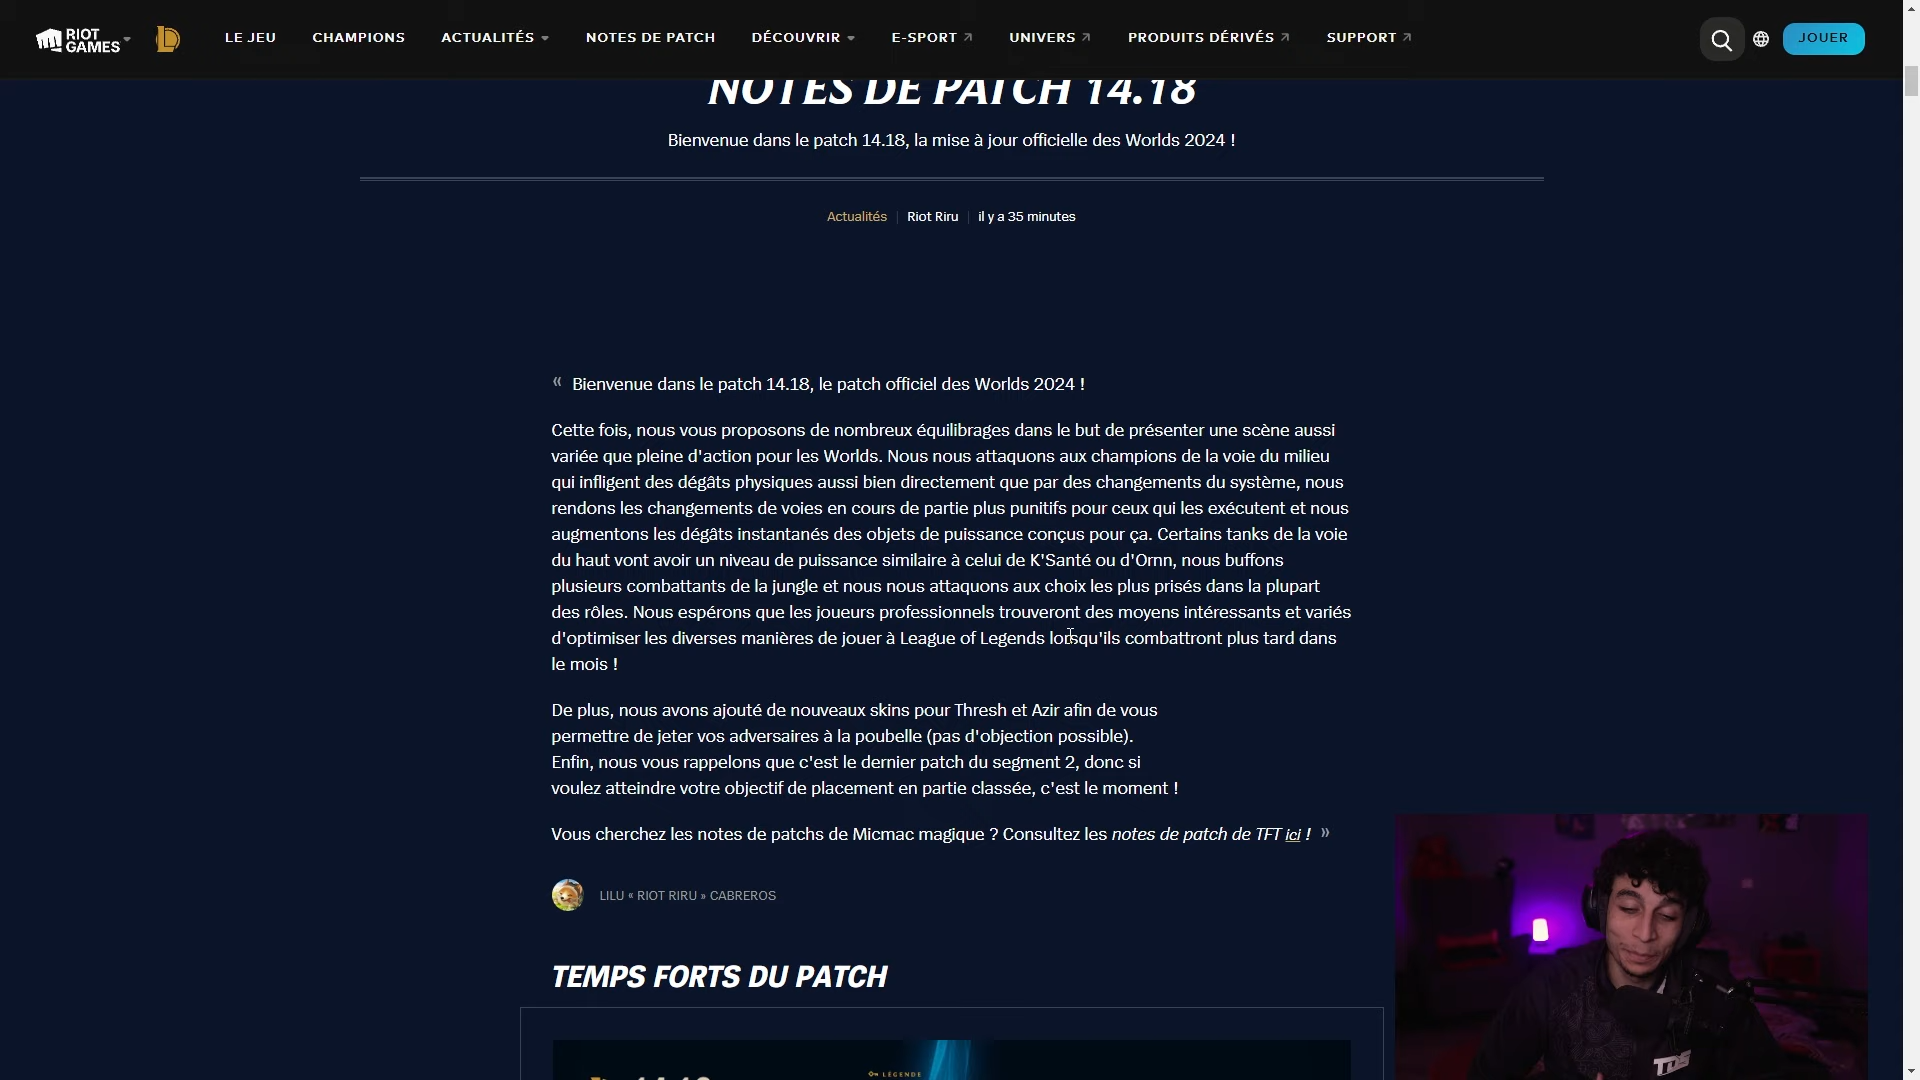 RIOT GAMES
LE JEU
CHAMPIONS
ACTUALITÉS
NOTES DE PATCH
DÉCOUVRIR
E-SPORT
UNIVERS
PRODUITS DÉRIVÉS
SUPPORT
JOUER
NOTES DE PATCH 14.18
Bienvenue dans le patch 14.18, la mise à jour officielle des Worlds 2024 !
Actualités
Riot Riru
il y a 35 minutes
« Bienvenue dans le patch 14.18, le patch officiel des Worlds 2024 !
Cette fois, nous vous proposons de nombreux équilibrages dans le but de présenter une scène aussi
variée que pleine d'action pour les Worlds. Nous nous attaquons aux champions de la voie du milieu
qui infligent des dégâts physiques aussi bien directement que par des changements du système, nous
rendons les changements de voies en cours de partie plus punitifs pour ceux qui les exécutent et nous
augmentons les dégâts instantanés des objets de puissance conçus pour ça. Certains tanks de la voie
du haut vont avoir un niveau de puissance similaire à celui de K'Santé ou d'Ornn, nous buffons
plusieurs combattants de la jungle et nous nous attaquons aux choix les plus prisés dans la plupart
des rôles. Nous espérons que les joueurs professionnels trouveront des moyens intéressants et variés
d'optimiser les diverses manières de jouer à League of Legends lorsqu'ils combattront plus tard dans
le mois !
De plus, nous avons ajouté de nouveaux skins pour Thresh et Azir afin de vous
permettre de jeter vos adversaires à la poubelle (pas d'objection possible).
Enfin, nous vous rappelons que c'est le dernier patch du segment 2, donc si
voulez atteindre votre objectif de placement en partie classée, c'est le moment !
Vous cherchez les notes de patchs de Micmac magique ? Consultez les notes de patch de TFT ici ! »
LILU « RIOT RIRU » CABREROS
TEMPS FORTS DU PATCH
LÉGENDE